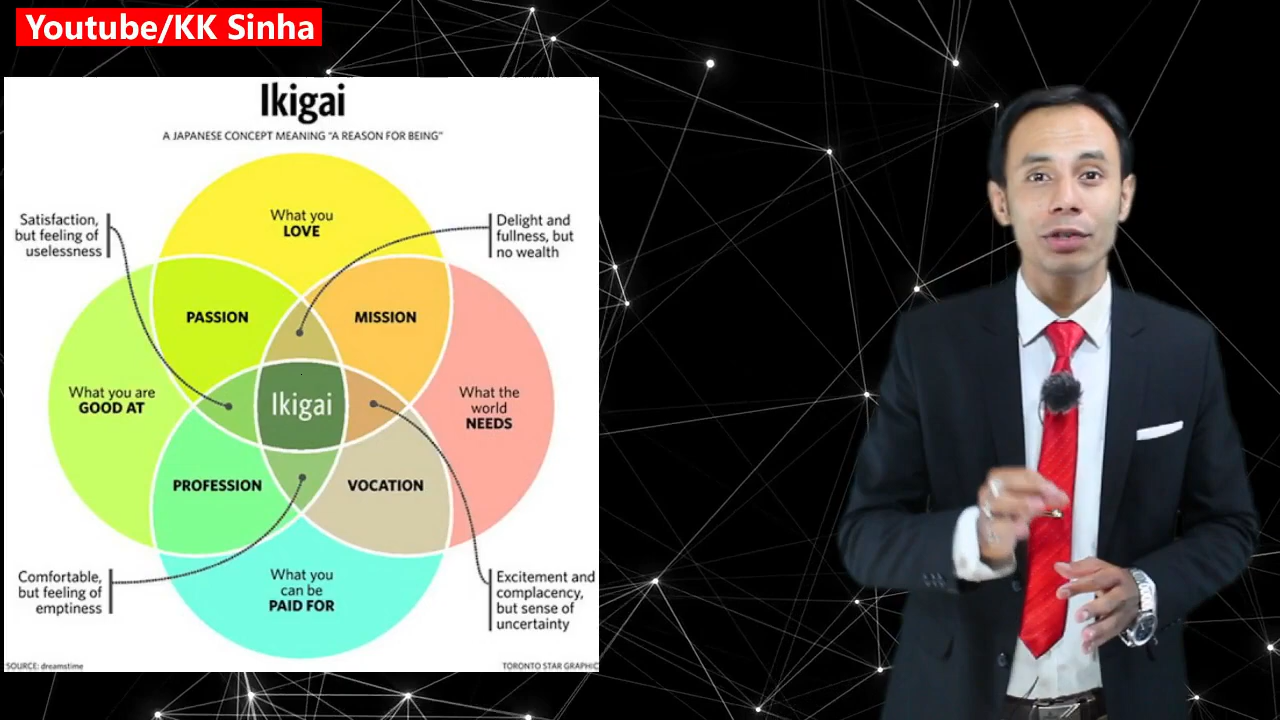 Youtube/KK Sinha
Ikigai
A JAPANESE CONCEPT MEANING "A REASON FOR BEING"
What you
LOVE
Satisfaction,
but feeling of
uselessness
Delight and
fullness, but
no wealth
PASSION
MISSION
What you are
GOOD AT
Ikigai
What the
world
NEEDS
PROFESSION
VOCATION
Comfortable,
but feeling of
emptiness
What you
can be
PAID FOR
Excitement and
complacency,
but sense of
uncertainty
SOURCE: dreamstime
TORONTO STAR GRAPHIC